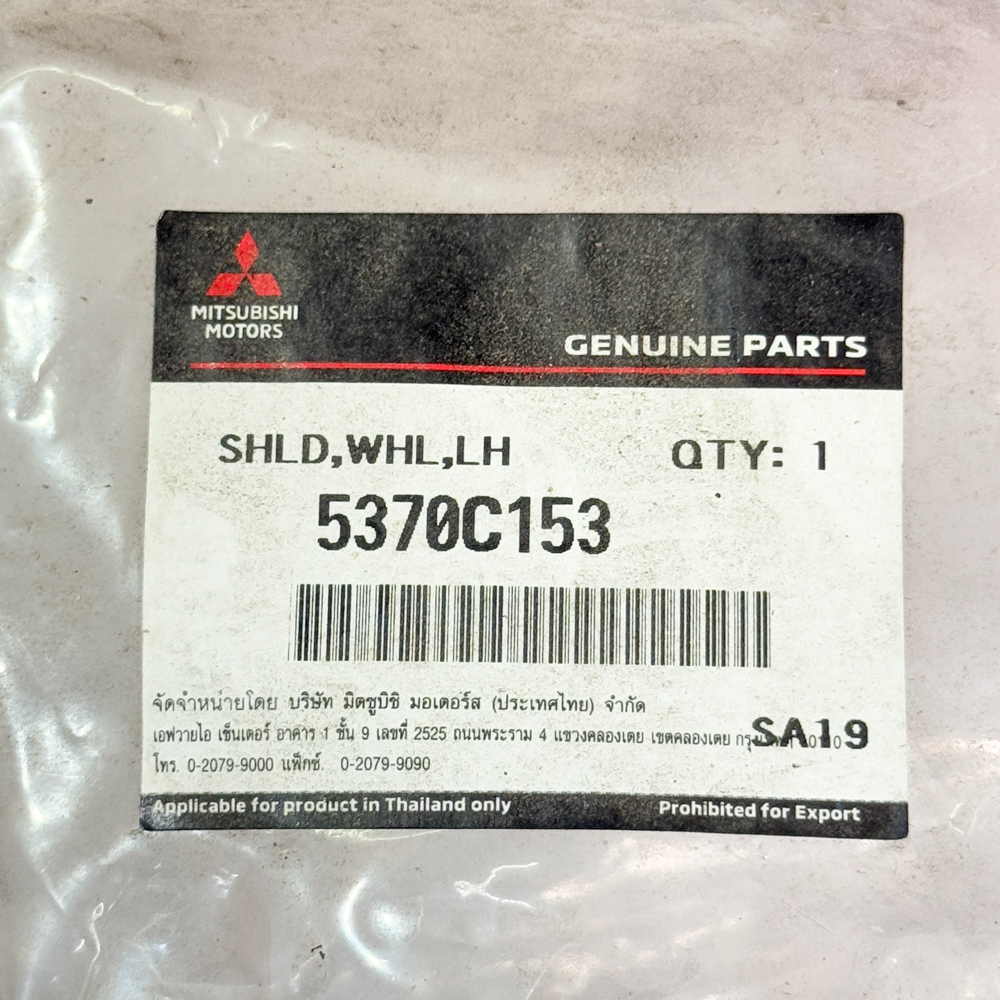 MITSUBISHI
MOTORS
GENUINE PARTS
SHLD,WHL,LH QTY: 1
5370C153
จัดจำหน่ายโดย บริษัท มิตซูบิชิ มอเตอร์ส (ประเทศไทย) จำกัด
เอฟวายไอ เซ็นเตอร์ อาคาร 1 ชั้น 9 เลขที่ 2525 ถนนพระราม 4 แขวงคลองเตย เขตคลองเตย
SA19
โทร. 0-2079-9000 แฟ็กซ์. 0-2079-9090
Applicable for product in Thailand only Prohibited for Export